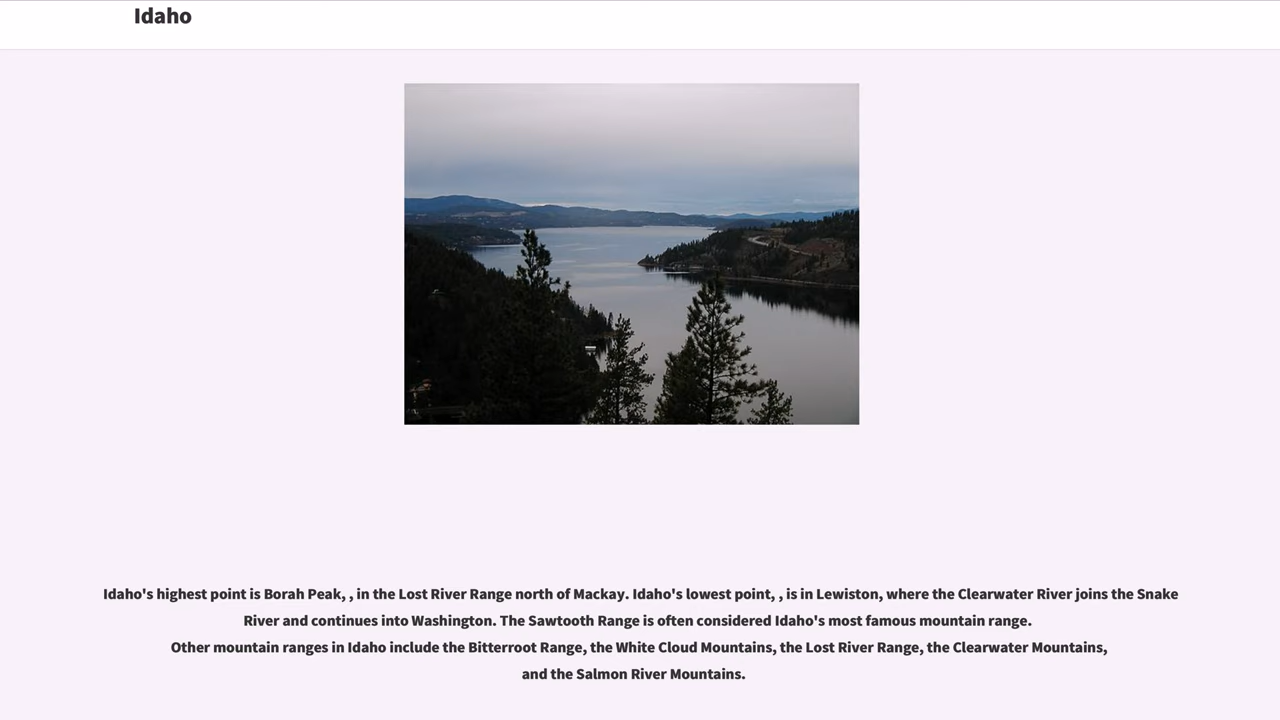 Idaho
Idaho's highest point is Borah Peak, , in the Lost River Range north of Mackay. Idaho's lowest point, , is in Lewiston, where the Clearwater River joins the Snake
River and continues into Washington. The Sawtooth Range is often considered Idaho's most famous mountain range.
Other mountain ranges in Idaho include the Bitterroot Range, the White Cloud Mountains, the Lost River Range, the Clearwater Mountains,
and the Salmon River Mountains.